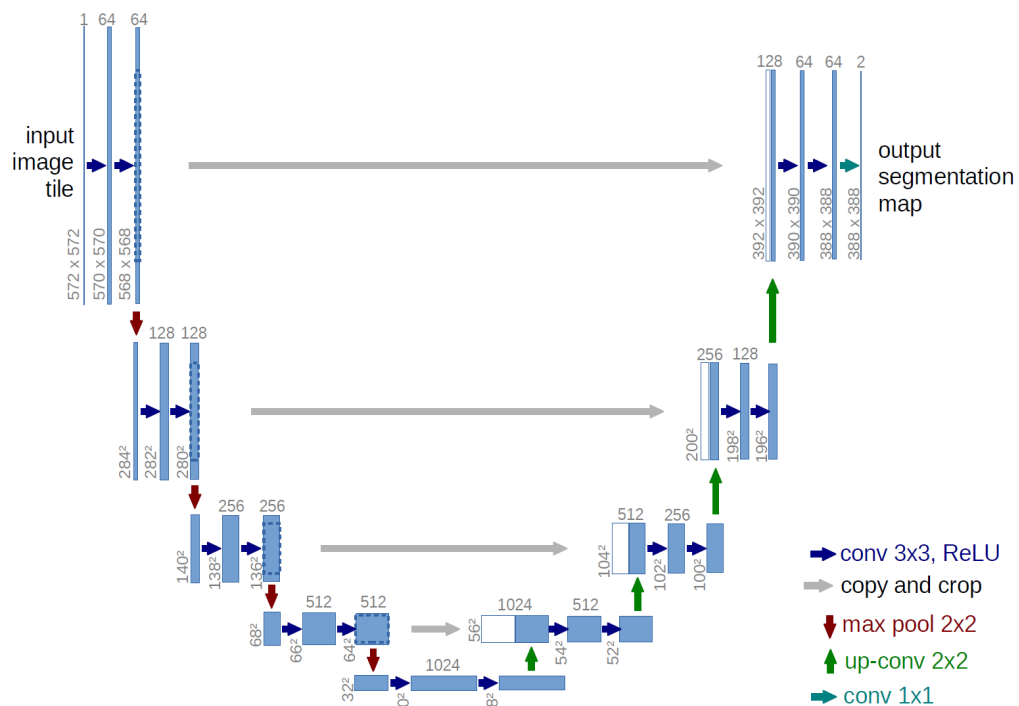 1 64 64
128 64 64 2
input
image
tile
output
segmentation
map
572 x 572
570 x 570
568 x 568
392 x 392
390 x 390
388 x 388
388 x 388
128 128
256 128
284²
282²
280²
200²
198²
196²
256 256
512 256
140²
138²
136²
104²
102²
100²
conv 3x3, ReLU
copy and crop
max pool 2x2
up-conv 2x2
conv 1x1
512 512
1024 512
68²
66²
64²
56²
54²
52²
1024
32²